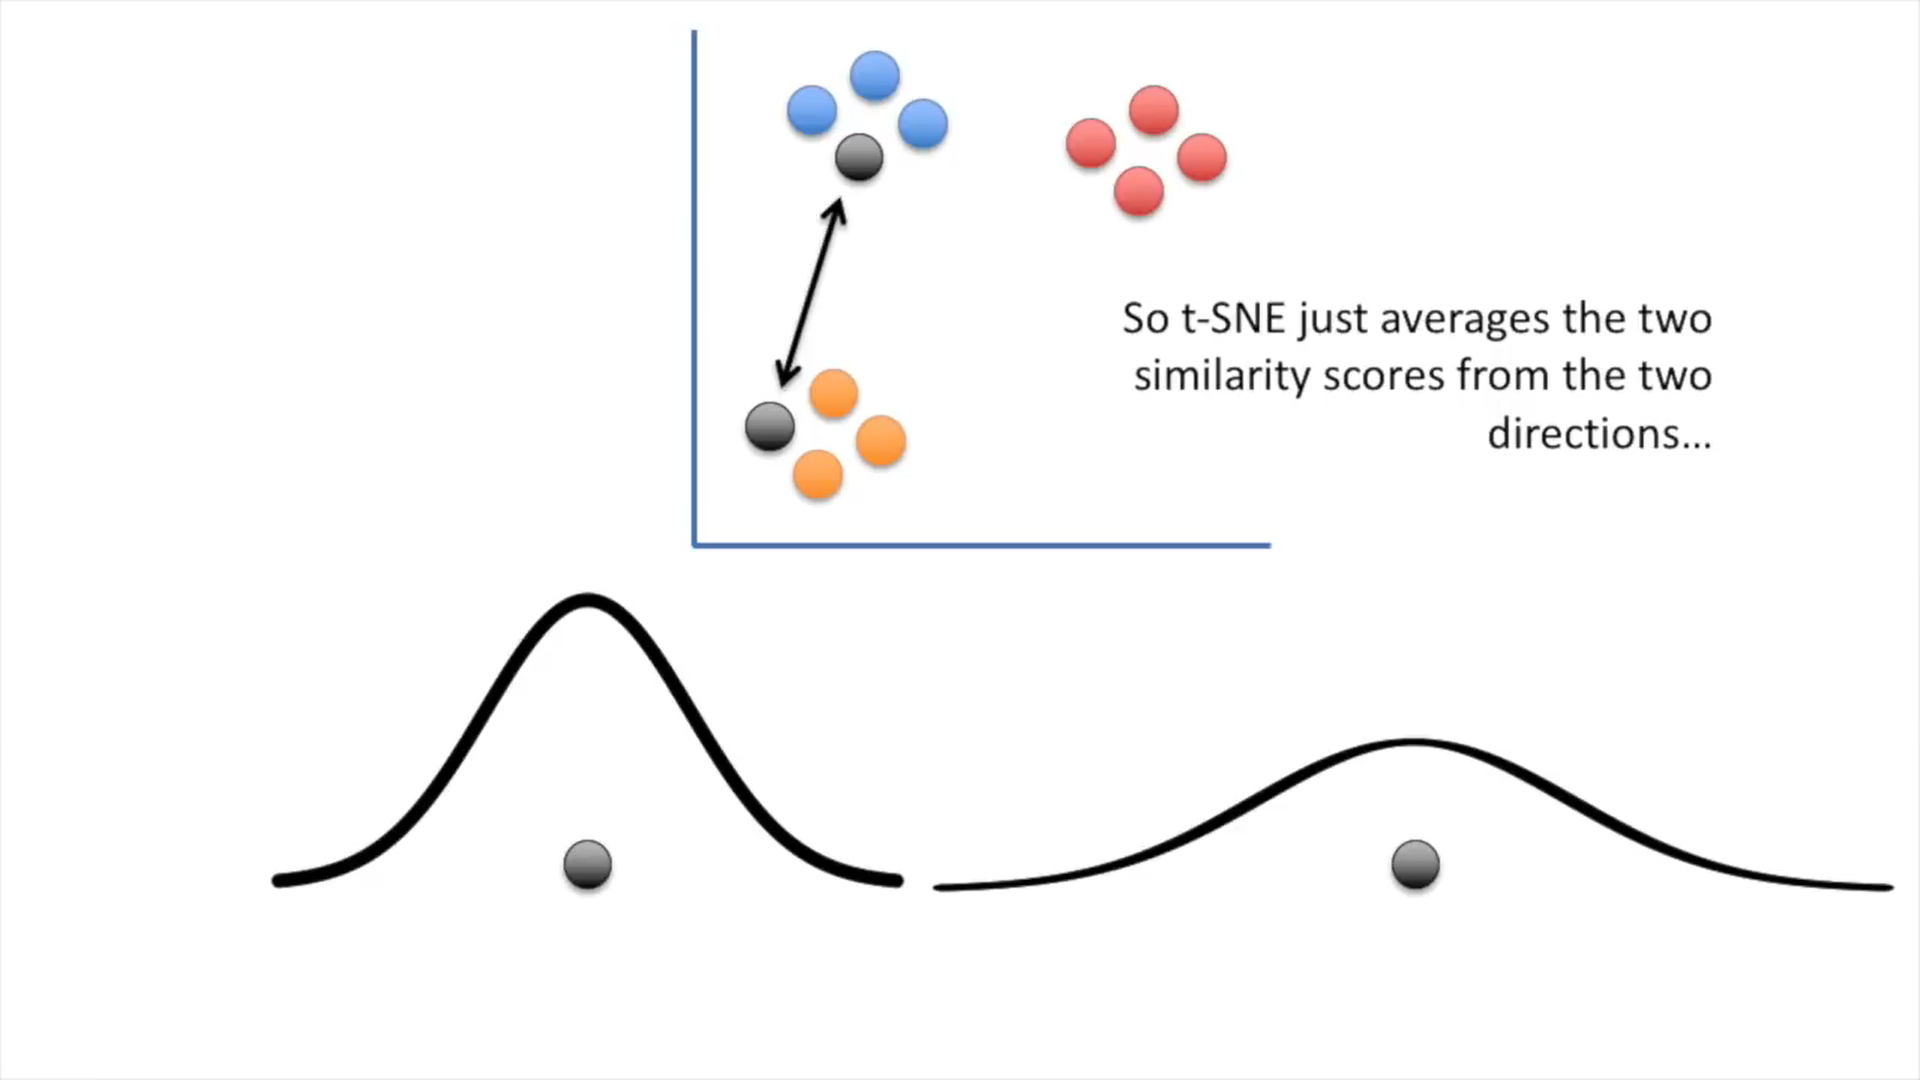 So t-SNE just averages the two
similarity scores from the two
directions...